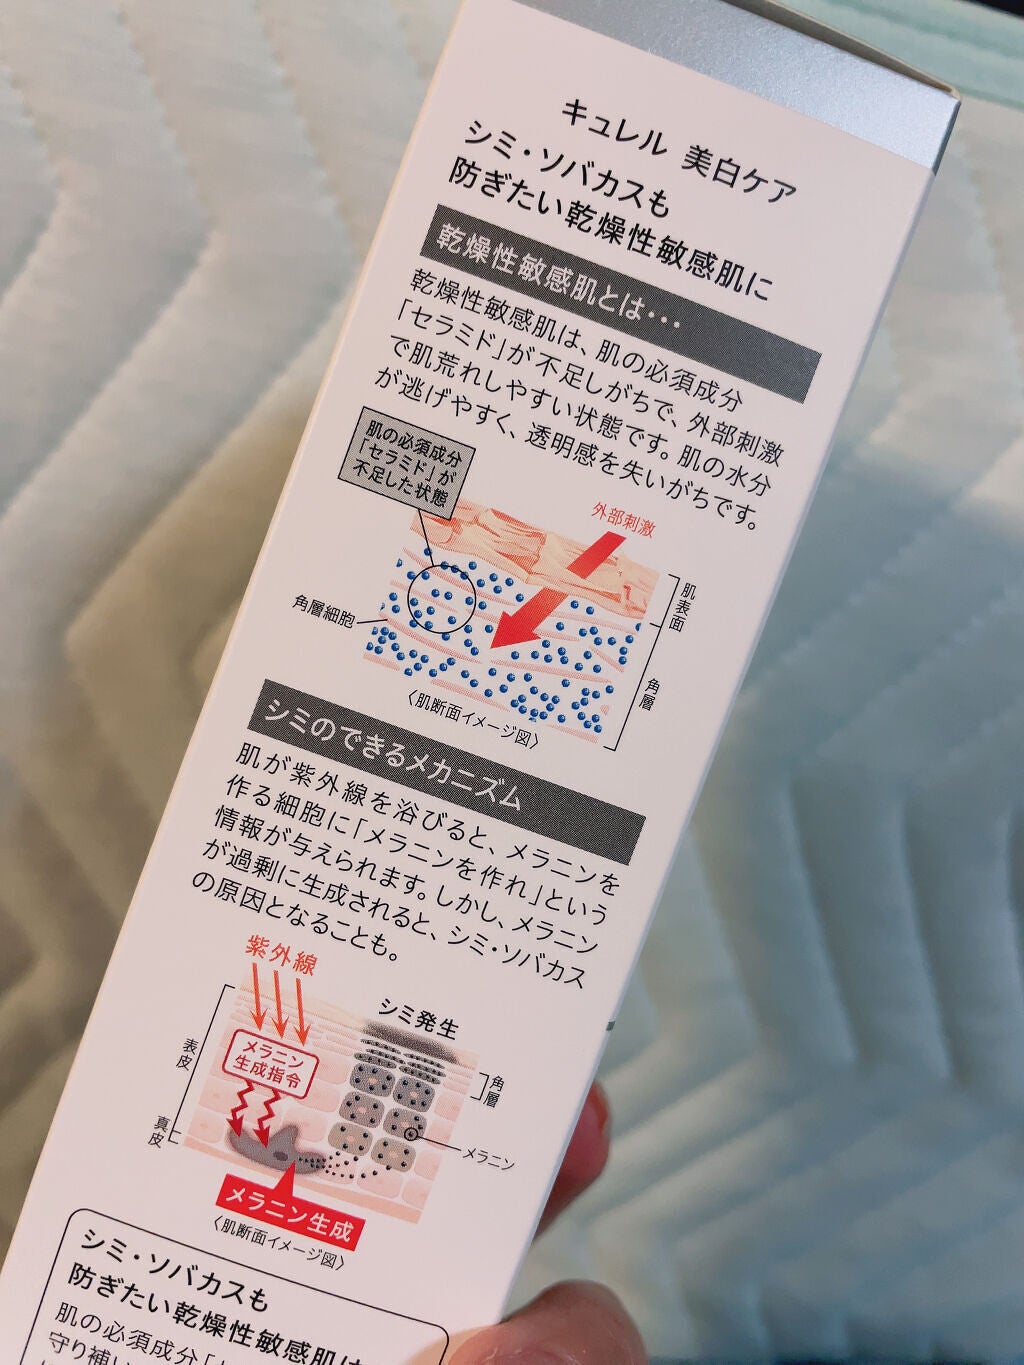 キュレル 美白ケア
シミ・ソバカスも
防ぎたい乾燥性敏感肌に
乾燥性敏感肌とは・・・
乾燥性敏感肌は、肌の必須成分
「セラミド」が不足しがちで、外部刺激
で肌荒れしやすい状態です。肌の水分
が逃げやすく、透明感を失いがちです。
肌の必須成分
「セラミド」が
不足した状態
外部刺激
肌表面
角層細胞
角層
〈肌断面イメージ図〉
シミのできるメカニズム
肌が紫外線を浴びると、メラニンを
作る細胞に「メラニンを作れ」という
情報が与えられます。しかし、メラニン
が過剰に生成されると、シミ・ソバカス
の原因となることも。
紫外線
シミ発生
メラニン
生成指令
表皮
角層
真皮
メラニン
メラニン生成
〈肌断面イメージ図〉
シミ・ソバカスも
防ぎたい乾燥性敏感肌に
肌の必須成分「
守り補い